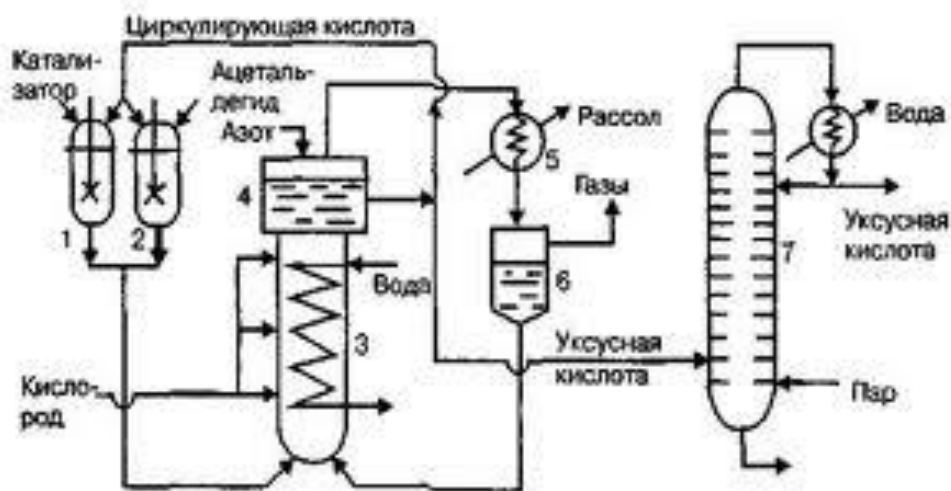 Циркулирующая кислота
Катали-
затор
Ацеталь-
дегид
Азот
Рассол
Вода
4
5
Газы
1
2
Уксусная
кислота
7
6
Вода
3
Уксусная
кислота
Кисло-
род
Пар